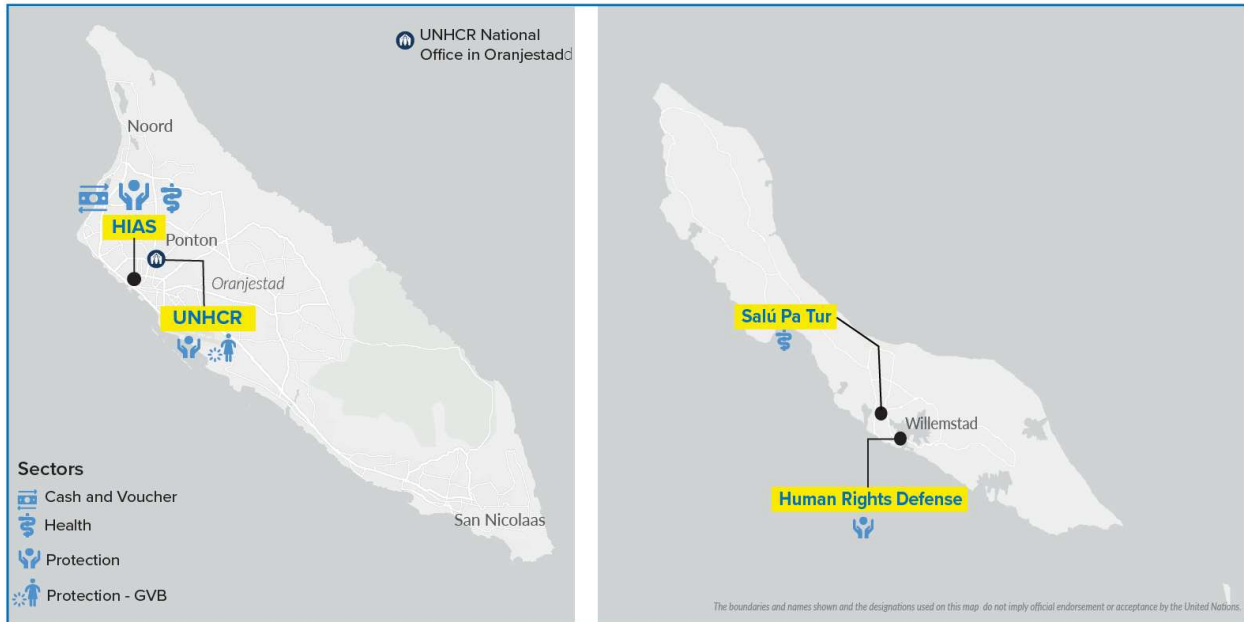 UNHCR National
Office in Oranjestadd
Noord
HIAS
Ponton
Oranjestad
UNHCR
San Nicolaas
Sectors
Cash and Voucher
Health
Protection
Protection - GVB
Salú Pa Tur
Willemstad
Human Rights Defense
The boundaries and names shown and the designations used on this map do not imply official endorsement or acceptance by the United Nations.